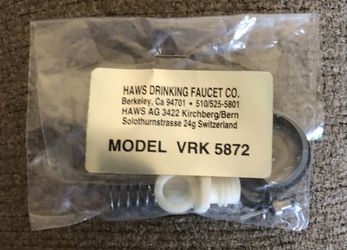 HAWS DRINKING FAUCET CO.
Berkeley, Ca 94701 • 510/525-5801
HAWS AG 3422 Kirchberg/Bern
Solothurnstrasse 24g Switzerland
MODEL VRK 5872